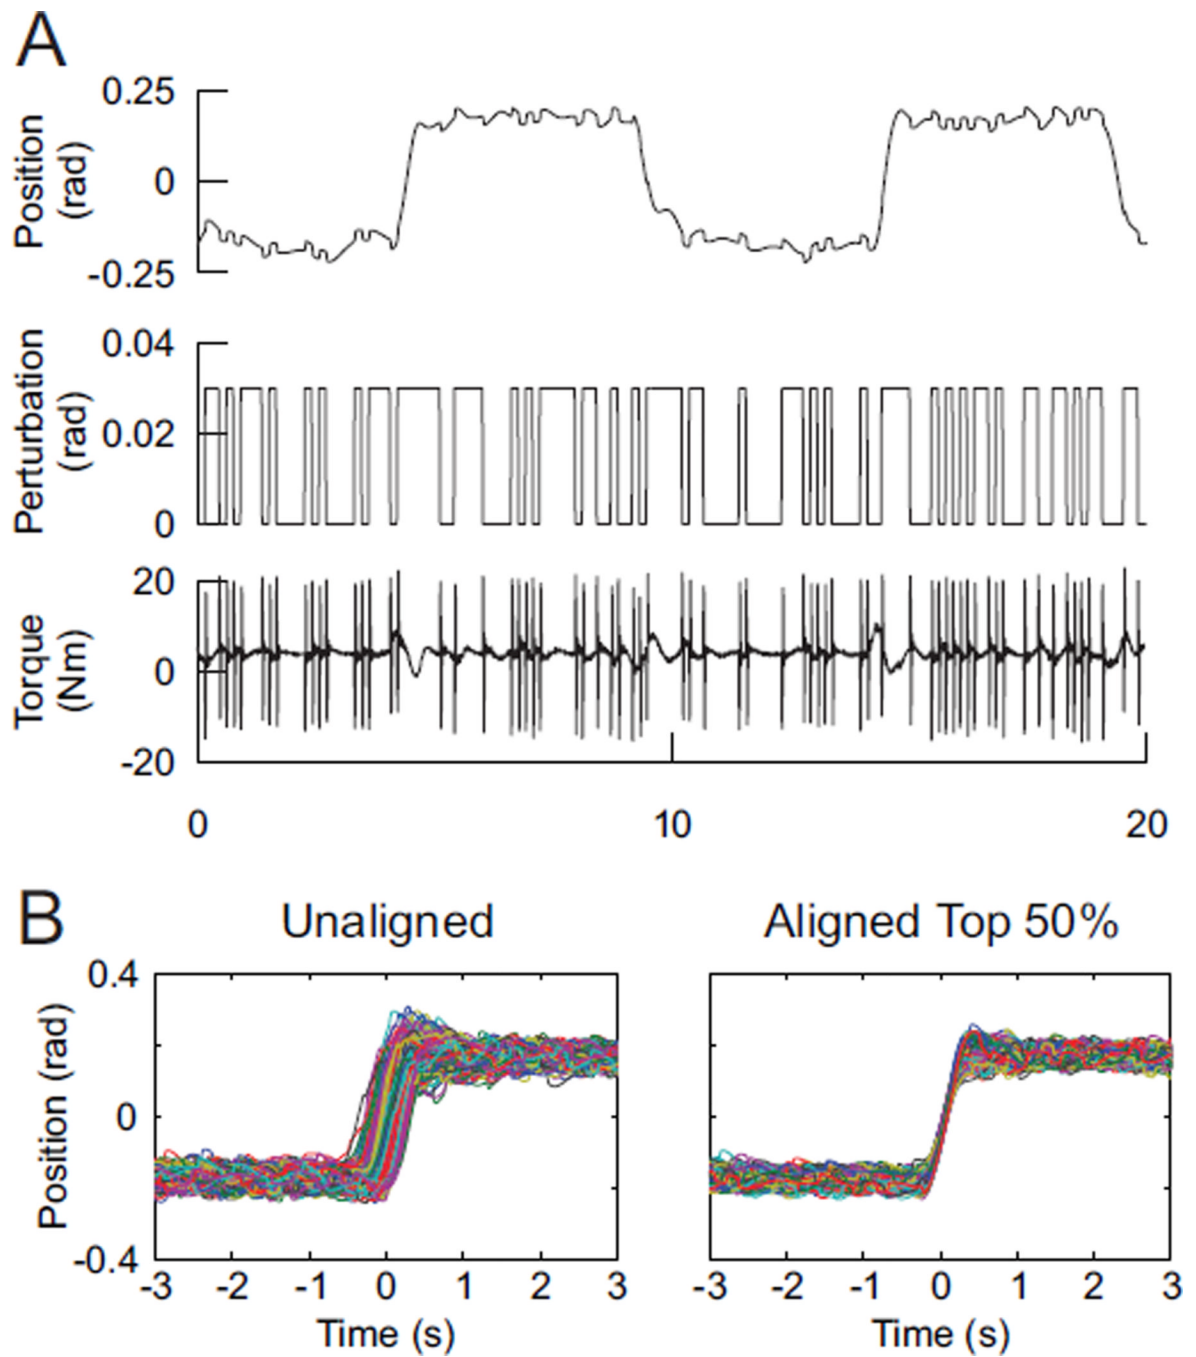 A
Position
(rad)
0.25
0
-0.25
Perturbation
(rad)
0.04
0.02
0
Torque
(Nm)
20
0
-20
0 10 20
B
Unaligned Aligned Top 50%
Position (rad)
0.4
0
-0.4
-3 -2 -1 0 1 2 3 -3 -2 -1 0 1 2 3
Time (s) Time (s)